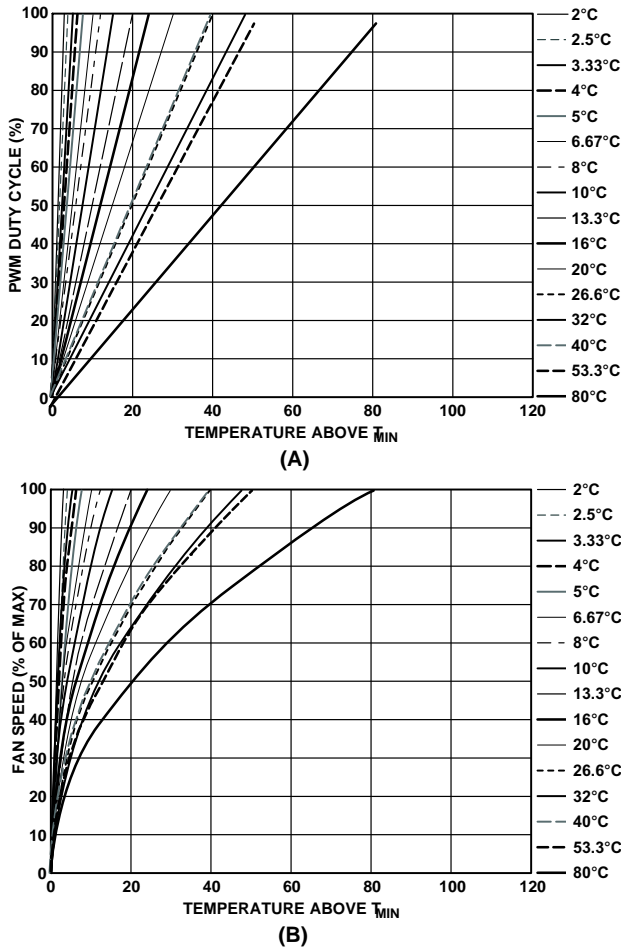 100
90
80
70
60
50
40
30
20
10
0
PWM DUTY CYCLE (%)
0 20 40 60 80 100 120
TEMPERATURE ABOVE TMIN
2°C
2.5°C
3.33°C
4°C
5°C
6.67°C
8°C
10°C
13.3°C
16°C
20°C
26.6°C
32°C
40°C
53.3°C
80°C
(A)
100
90
80
70
60
50
40
30
20
10
0
FAN SPEED (% OF MAX)
0 20 40 60 80 100 120
TEMPERATURE ABOVE TMIN
2°C
2.5°C
3.33°C
4°C
5°C
6.67°C
8°C
10°C
13.3°C
16°C
20°C
26.6°C
32°C
40°C
53.3°C
80°C
(B)